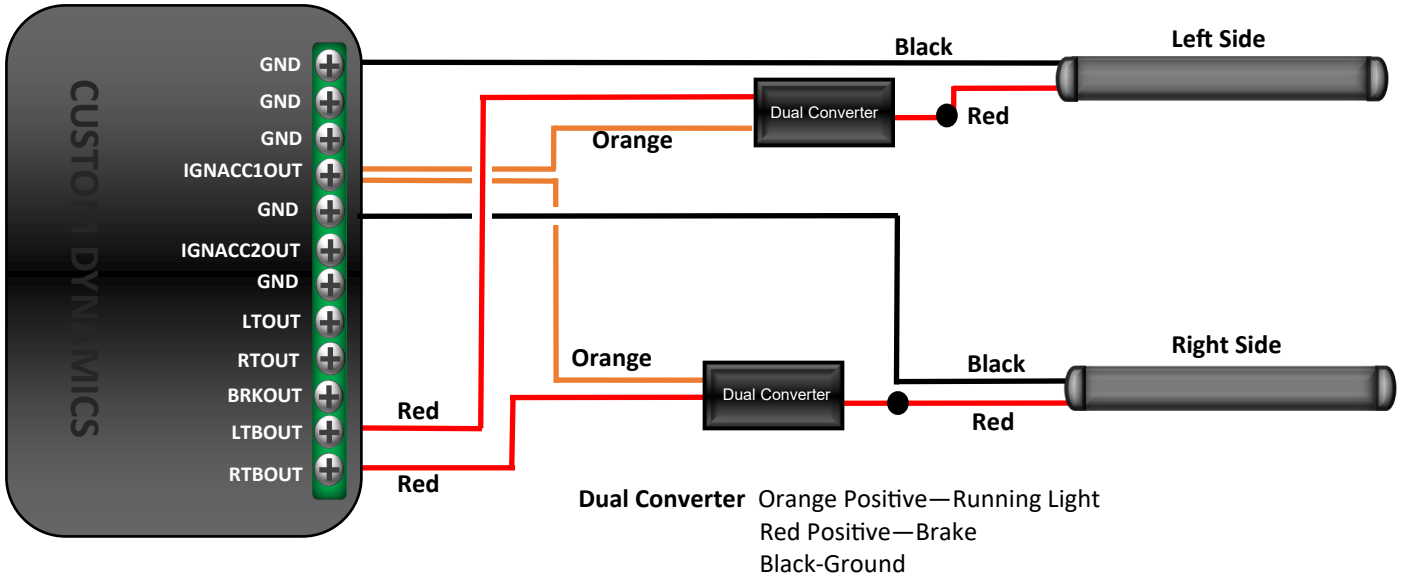 CUSTOM DYNAMICS
GND
GND
GND
IGNACC1OUT
GND
IGNACC2OUT
GND
LTOUT
RTOUT
BRKOUT
LTBOUT
RTBOUT
Black
Left Side
Dual Converter
Red
Orange
Orange
Right Side
Black
Dual Converter
Red
Red
Red
Dual Converter Orange Positive—Running Light
Red Positive—Brake
Black-Ground